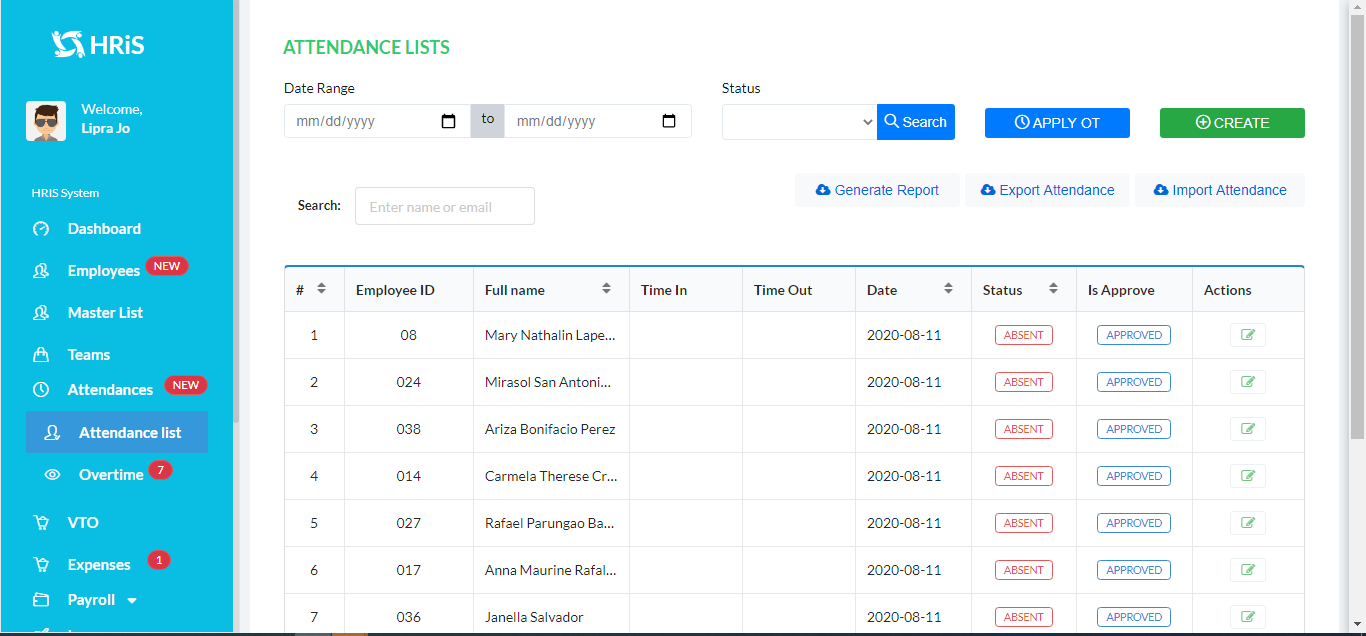 HRiS
Welcome,
Lipra Jo
HRIS System
Dashboard
Employees NEW
Master List
Teams
Attendances NEW
Attendance list
Overtime 7
VTO
Expenses 1
Payroll
ATTENDANCE LISTS
Date Range
mm/dd/yyyy to mm/dd/yyyy
Status
Search
APPLY OT
CREATE
Search: Enter name or email
Generate Report
Export Attendance
Import Attendance
# Employee ID Full name Time In Time Out Date Status Is Approve Actions
1 08 Mary Nathalin Lape... 2020-08-11 ABSENT APPROVED
2 024 Mirasol San Antoni... 2020-08-11 ABSENT APPROVED
3 038 Ariza Bonifacio Perez 2020-08-11 ABSENT APPROVED
4 014 Carmela Therese Cr... 2020-08-11 ABSENT APPROVED
5 027 Rafael Parungao Ba... 2020-08-11 ABSENT APPROVED
6 017 Anna Maurine Rafal... 2020-08-11 ABSENT APPROVED
7 036 Janella Salvador 2020-08-11 ABSENT APPROVED